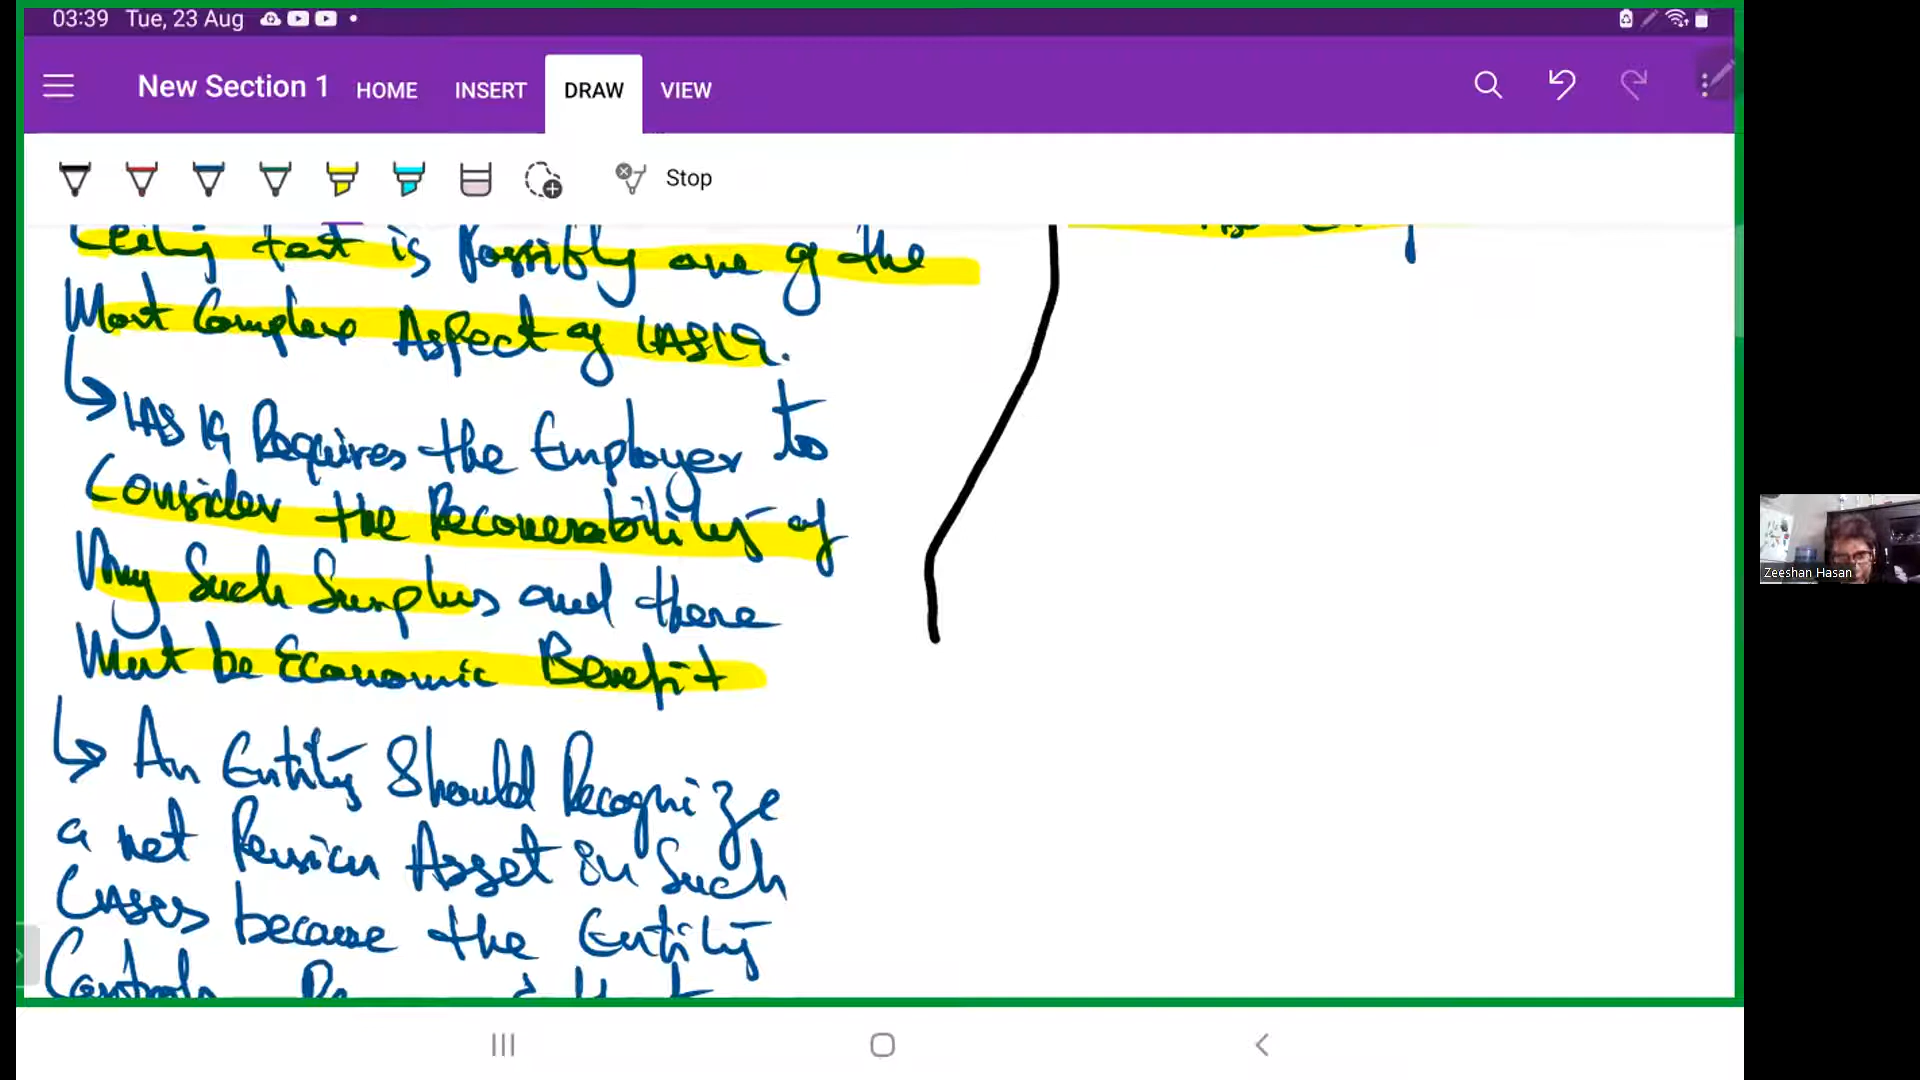 03:39 Tue, 23 Aug
New Section 1 HOME INSERT DRAW VIEW
Stop
Ceiling test is Possibly one of the
Most Complex Aspect of IAS19.
IAS 19 Requires the Employer to
Consider the Recoverability of
Any Such Surplus and there
Must be Economic Benefit
An Entity Should Recognize
a net Pension Asset in Such
Cases because the Entity
Controls
Zeeshan Hasan